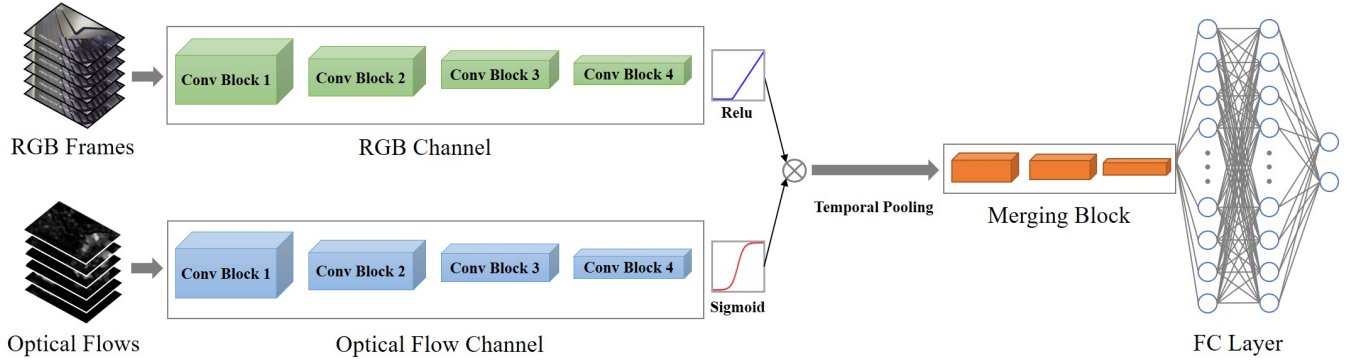 Conv Block 1
Conv Block 2
Conv Block 3
Conv Block 4
Relu
RGB Frames
RGB Channel
Temporal Pooling
Merging Block
Conv Block 1
Conv Block 2
Conv Block 3
Conv Block 4
Sigmoid
Optical Flows
Optical Flow Channel
FC Layer